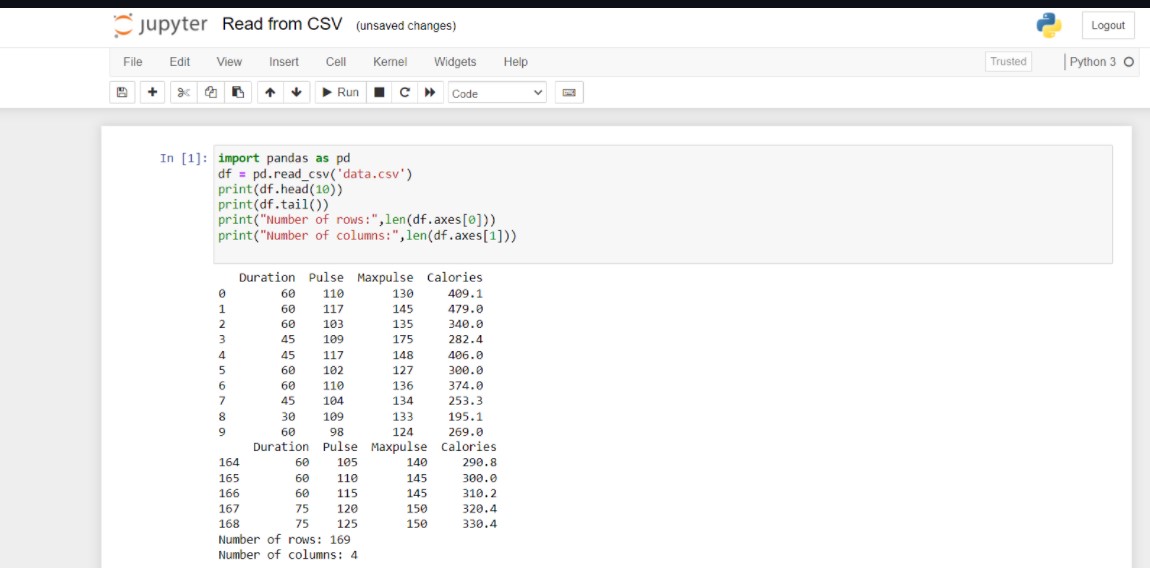 jupyter Read from CSV (unsaved changes) Logout
File Edit View Insert Cell Kernel Widgets Help Trusted Python 3
Run Code
In [1]: import pandas as pd
df = pd.read_csv('data.csv')
print(df.head(10))
print(df.tail())
print("Number of rows:",len(df.axes[0]))
print("Number of columns:",len(df.axes[1]))
Duration Pulse Maxpulse Calories
0 60 110 130 409.1
1 60 117 145 479.0
2 60 103 135 340.0
3 45 109 175 282.4
4 45 117 148 406.0
5 60 102 127 300.0
6 60 110 136 374.0
7 45 104 134 253.3
8 30 109 133 195.1
9 60 98 124 269.0
Duration Pulse Maxpulse Calories
164 60 105 140 290.8
165 60 110 145 300.0
166 60 115 145 310.2
167 75 120 150 320.4
168 75 125 150 330.4
Number of rows: 169
Number of columns: 4